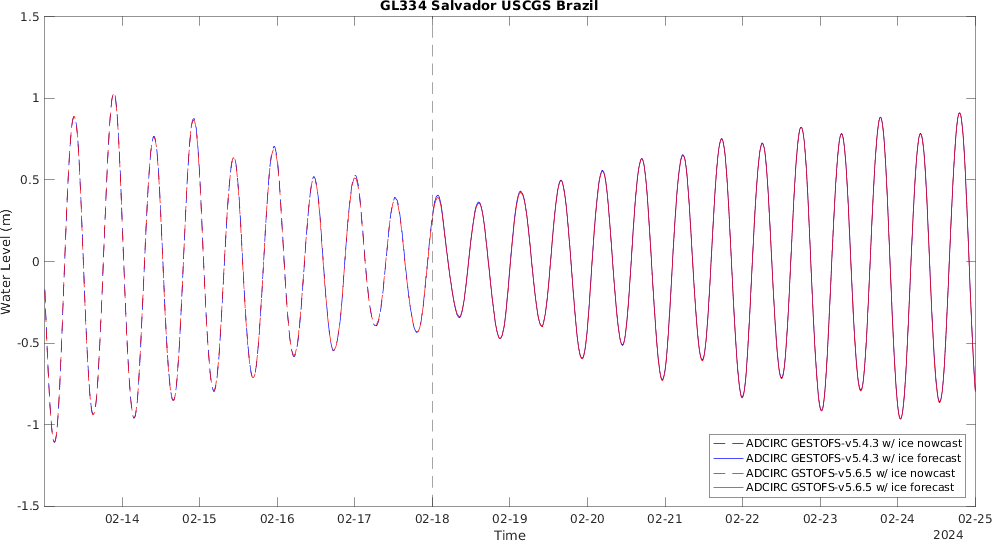 GL334 Salvador USCGS Brazil
1.5
1
0.5
0
-0.5
-1
-1.5
Water Level (m)
02-14
02-15
02-16
02-17
02-18
02-19
02-20
02-21
02-22
02-23
02-24
02-25
Time
2024
ADCIRC GESTOFS-v5.4.3 w/ ice nowcast
ADCIRC GESTOFS-v5.4.3 w/ ice forecast
ADCIRC GSTOFS-v5.6.5 w/ ice nowcast
ADCIRC GSTOFS-v5.6.5 w/ ice forecast